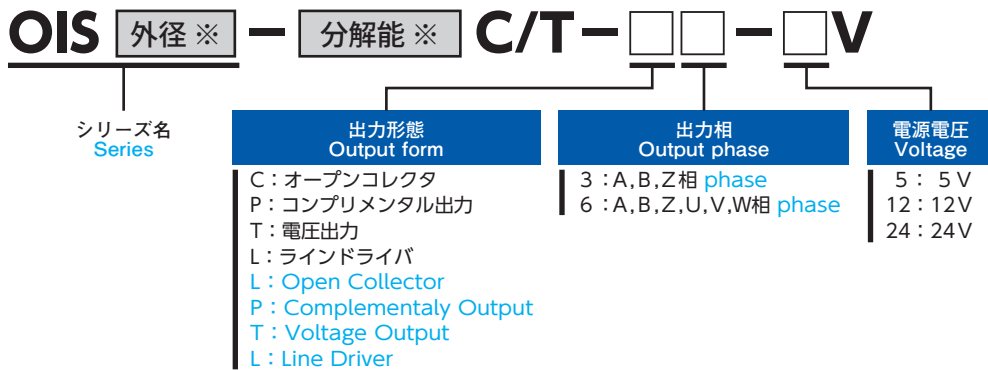 OIS 外径 ※ − 分解能 ※ C/T − □□ − □V
シリーズ名
Series
出力形態
Output form
C：オープンコレクタ
P：コンプリメンタル出力
T：電圧出力
L：ラインドライバ
L：Open Collector
P：Complementaly Output
T：Voltage Output
L：Line Driver
出力相
Output phase
3：A,B,Z相 phase
6：A,B,Z,U,V,W相 phase
電源電圧
Voltage
5： 5V
12：12V
24：24V